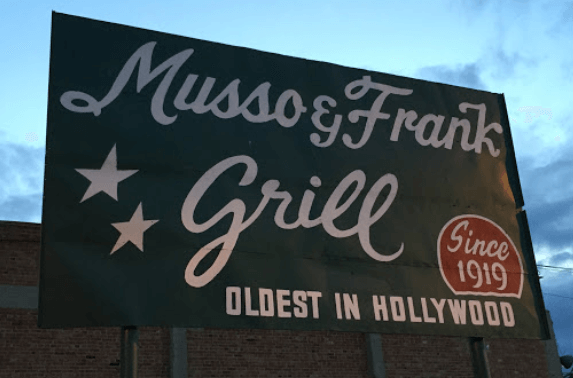 Musso & Frank
Grill
Since
1919
OLDEST IN HOLLYWOOD